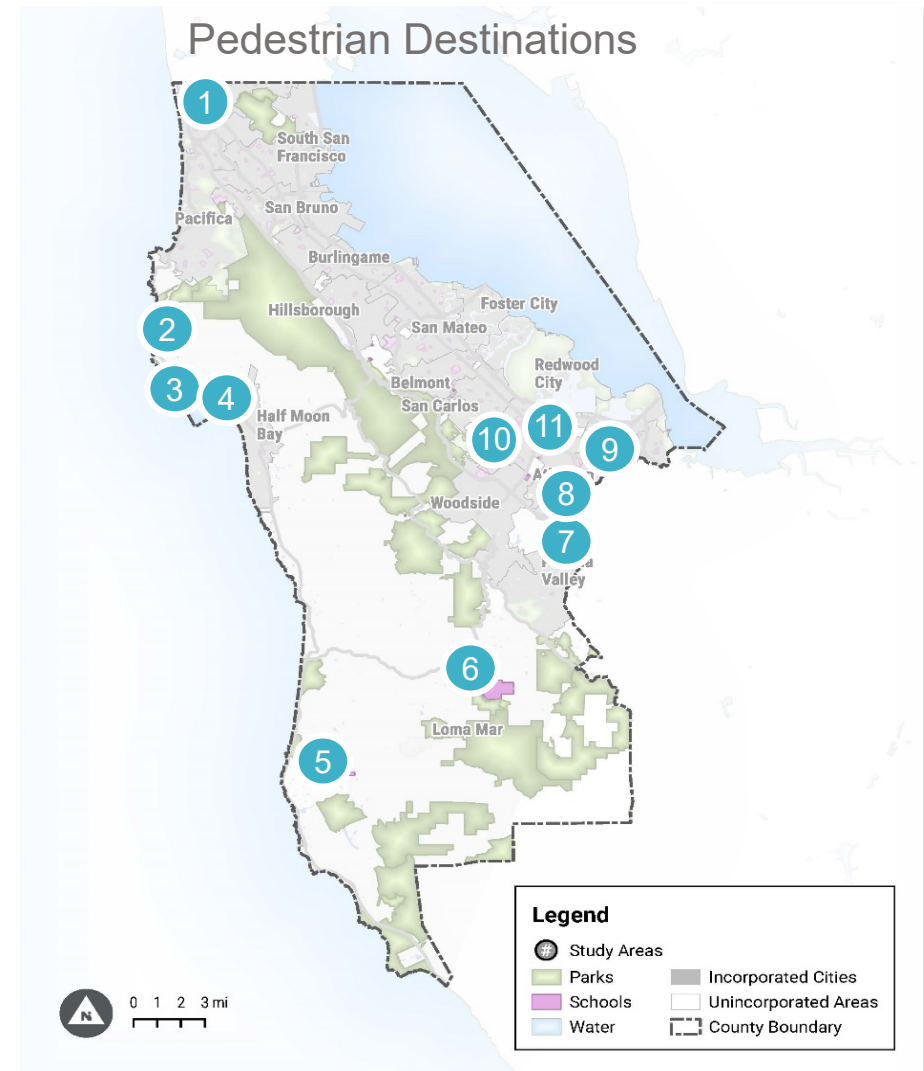 Pedestrian Destinations
1
South San
Francisco
Pacifica
San Bruno
Burlingame
Hillsborough
Foster City
San Mateo
2
Redwood
City
Belmont
3
4
San Carlos
Half Moon
Bay
10
11
9
8
Woodside
7
Valley
6
Loma Mar
5
Legend
# Study Areas
Parks
Incorporated Cities
Schools
Unincorporated Areas
Water
County Boundary
N
0 1 2 3 mi